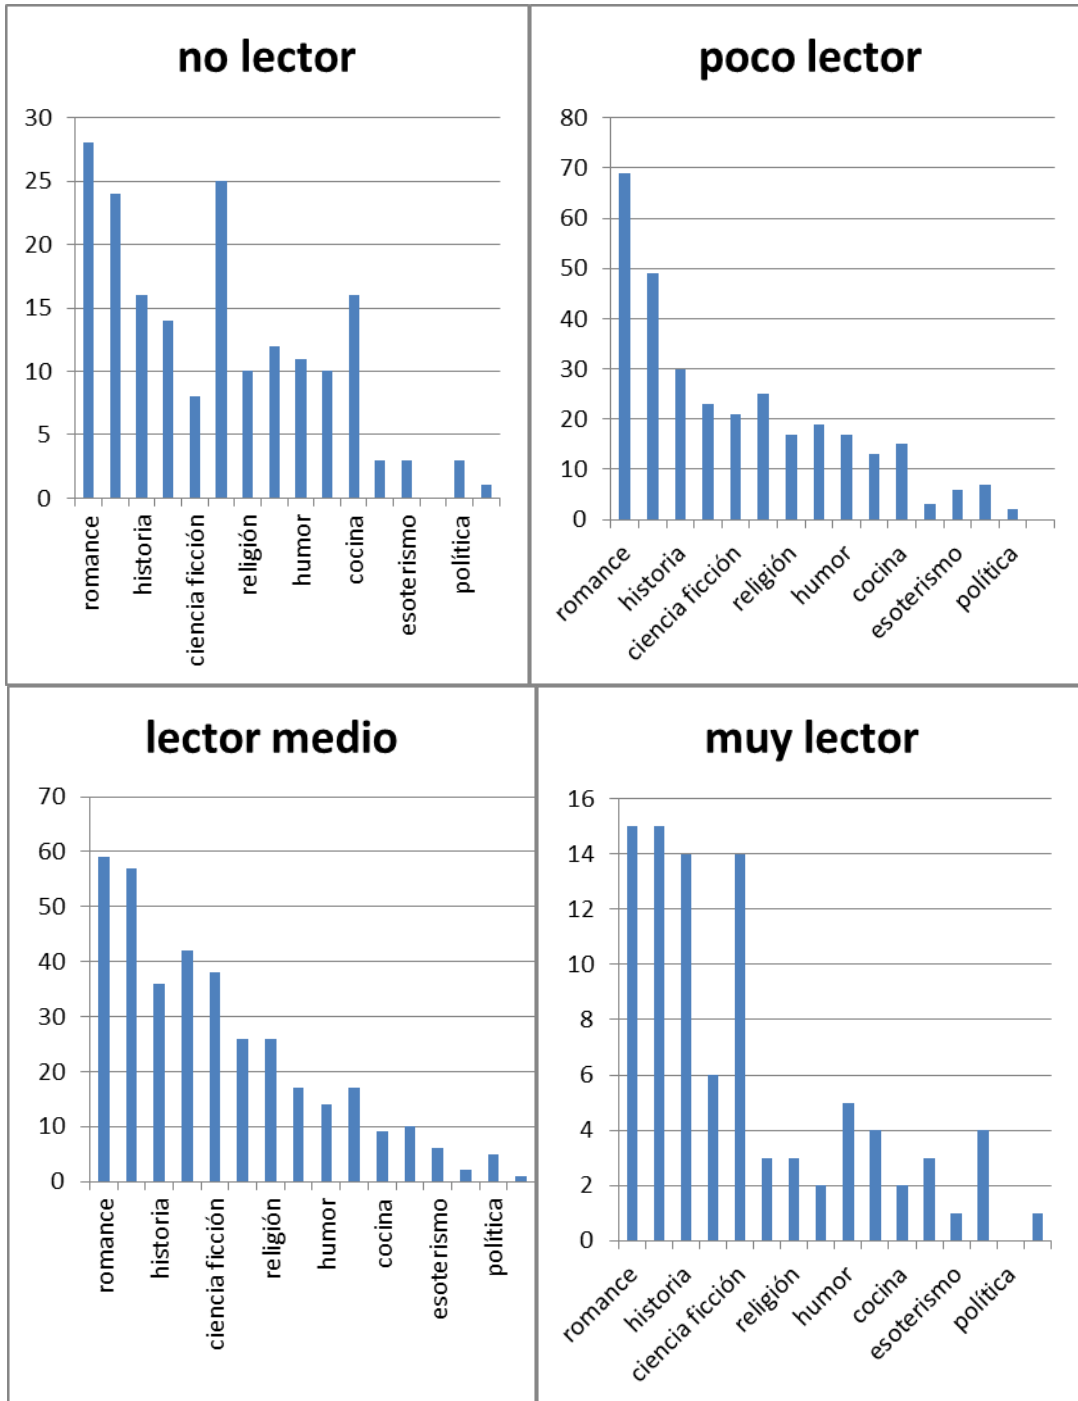 no lector
30
25
20
15
10
5
0
romance
historia
ciencia ficción
religión
humor
cocina
esoterismo
política
poco lector
80
70
60
50
40
30
20
10
0
romance
historia
ciencia ficción
religión
humor
cocina
esoterismo
política
lector medio
70
60
50
40
30
20
10
0
romance
historia
ciencia ficción
religión
humor
cocina
esoterismo
política
muy lector
16
14
12
10
8
6
4
2
0
romance
historia
ciencia ficción
religión
humor
cocina
esoterismo
política